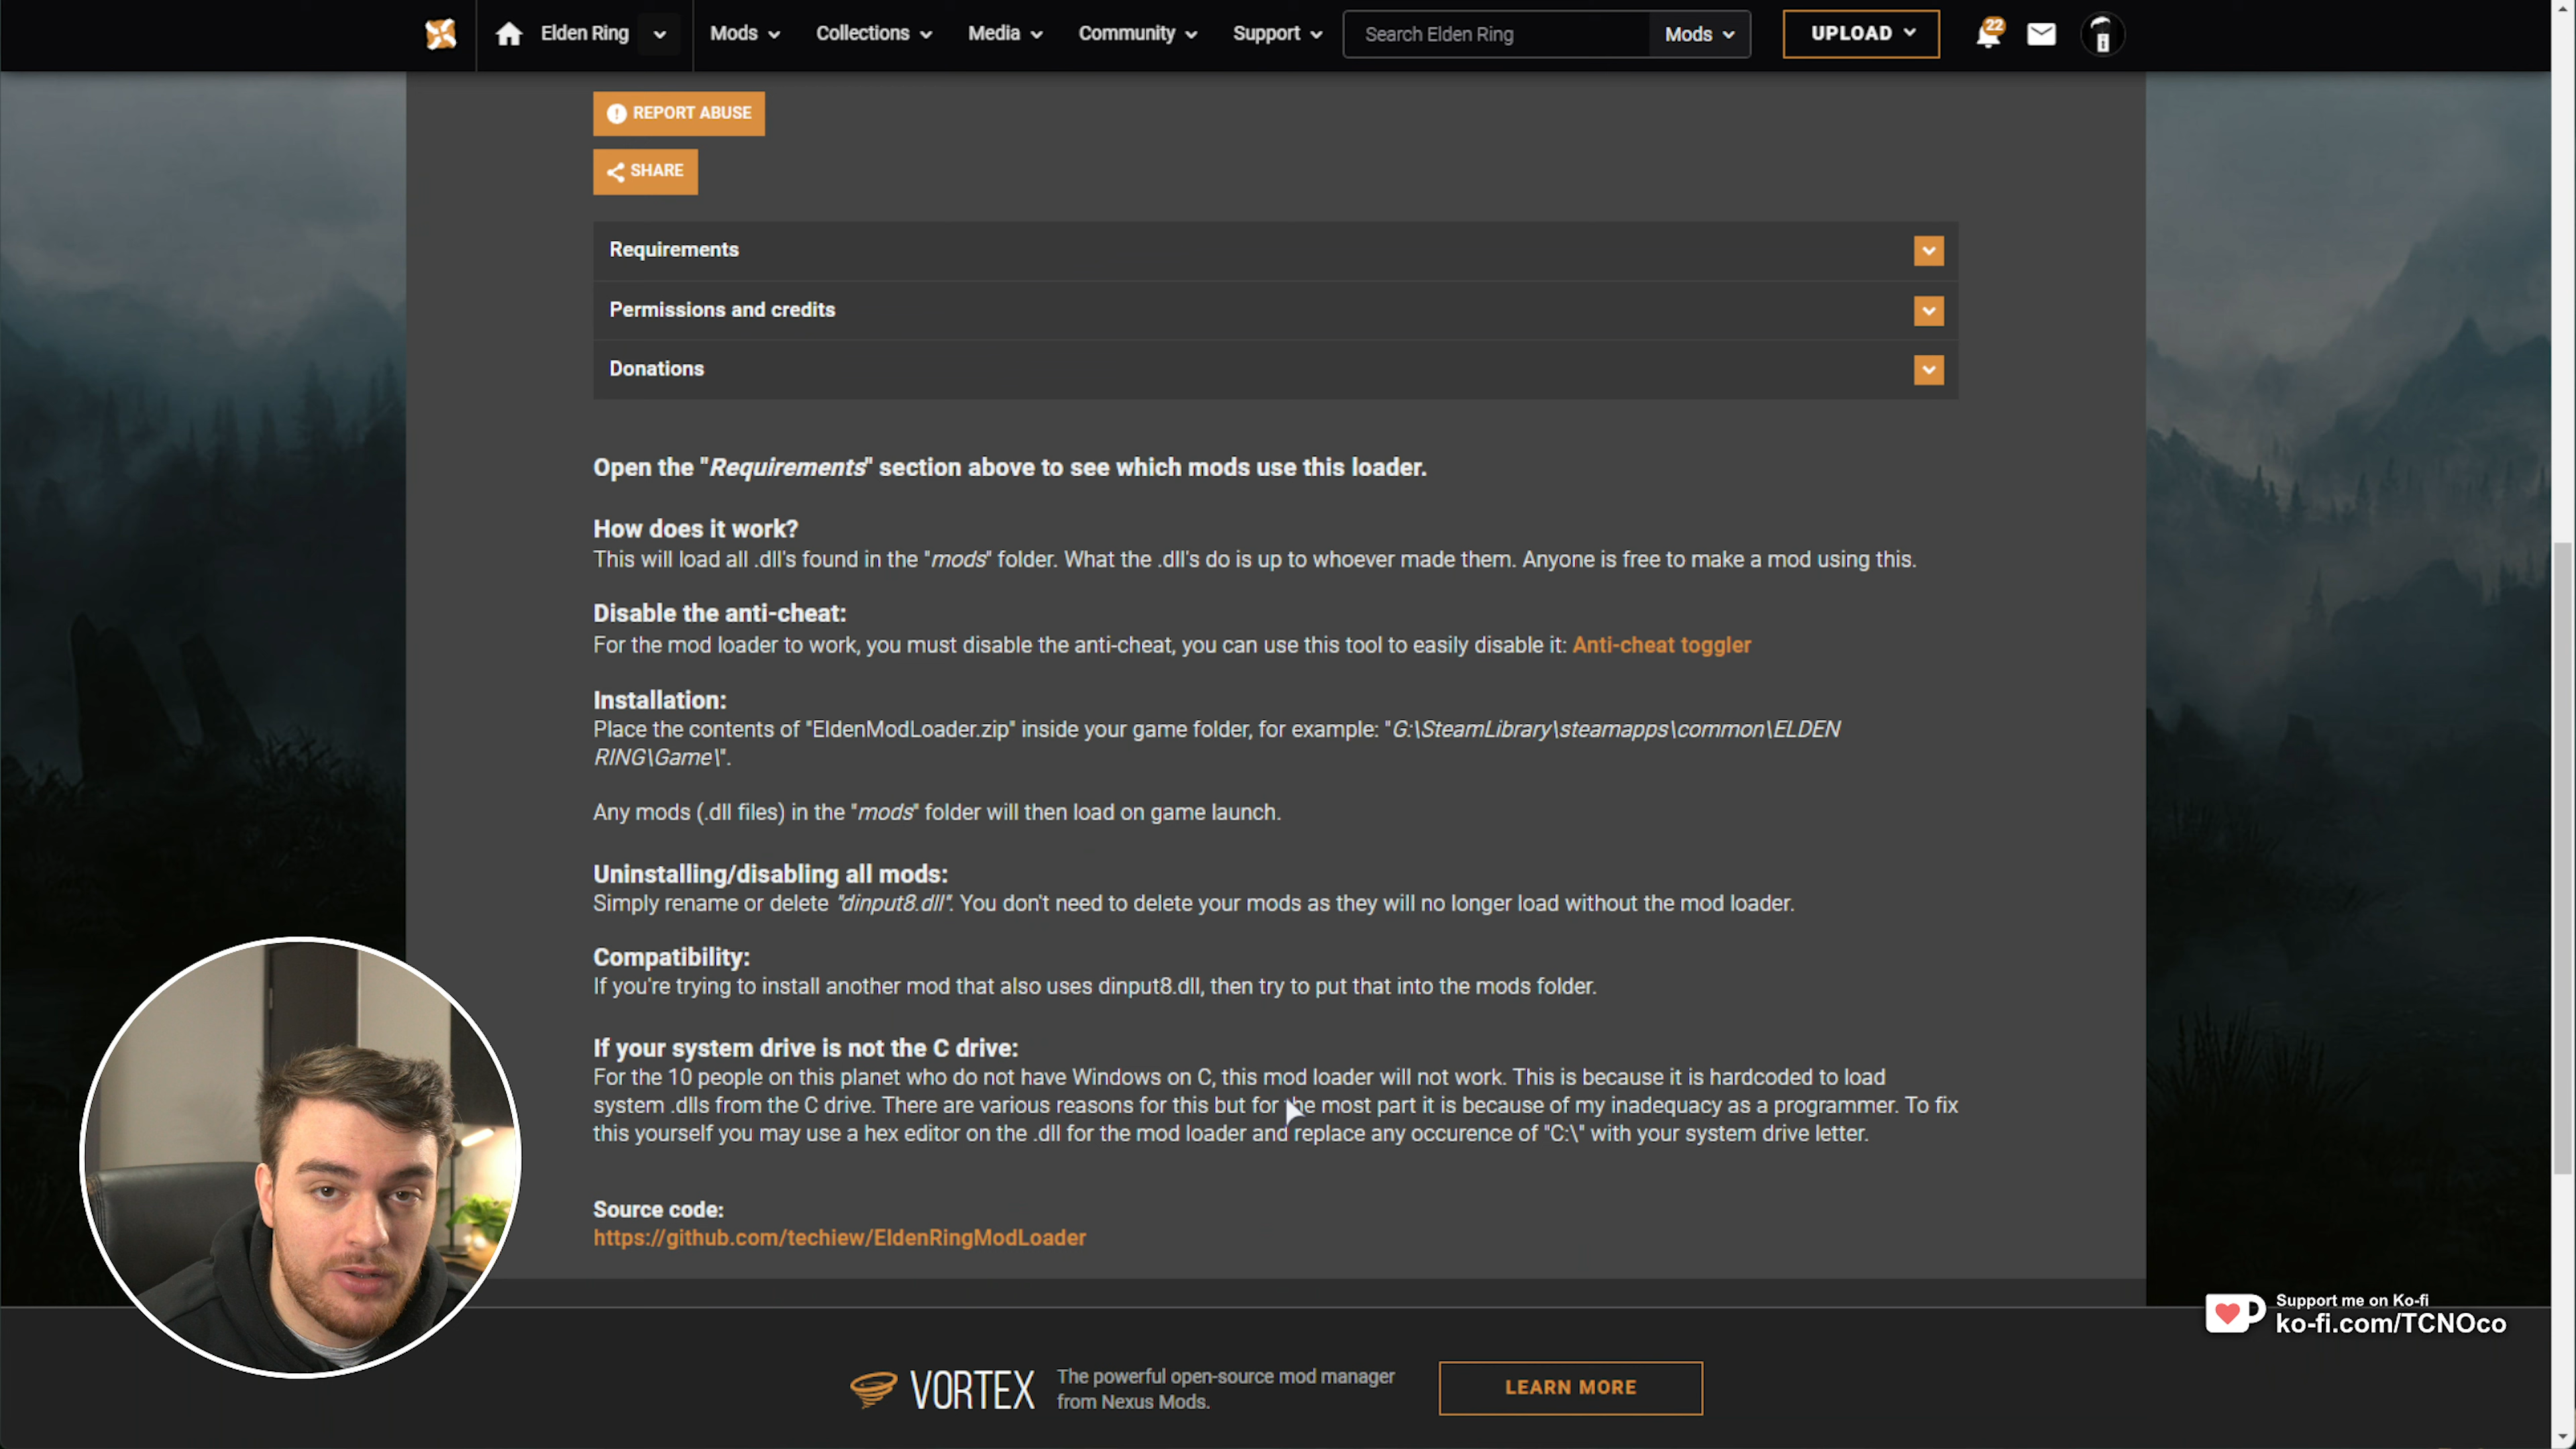 Elden Ring
Mods
Collections
Media
Community
Support
Search Elden Ring
Mods
UPLOAD
22
REPORT ABUSE
SHARE
Requirements
Permissions and credits
Donations
Open the "Requirements" section above to see which mods use this loader.
How does it work?
This will load all .dll's found in the "mods" folder. What the .dll's do is up to whoever made them. Anyone is free to make a mod using this.
Disable the anti-cheat:
For the mod loader to work, you must disable the anti-cheat, you can use this tool to easily disable it: Anti-cheat toggler
Installation:
Place the contents of "EldenModLoader.zip" inside your game folder, for example: "G:\SteamLibrary\steamapps\common\ELDEN
RING\Game\".
Any mods (.dll files) in the "mods" folder will then load on game launch.
Uninstalling/disabling all mods:
Simply rename or delete "dinput8.dll". You don't need to delete your mods as they will no longer load without the mod loader.
Compatibility:
If you're trying to install another mod that also uses dinput8.dll, then try to put that into the mods folder.
If your system drive is not the C drive:
For the 10 people on this planet who do not have Windows on C, this mod loader will not work. This is because it is hardcoded to load
system .dlls from the C drive. There are various reasons for this but for the most part it is because of my inadequacy as a programmer. To fix
this yourself you may use a hex editor on the .dll for the mod loader and replace any occurence of "C:\" with your system drive letter.
Source code:
https://github.com/techiew/EldenRingModLoader
Support me on Ko-fi
ko-fi.com/TCNOco
VORTEX
The powerful open-source mod manager
from Nexus Mods.
LEARN MORE